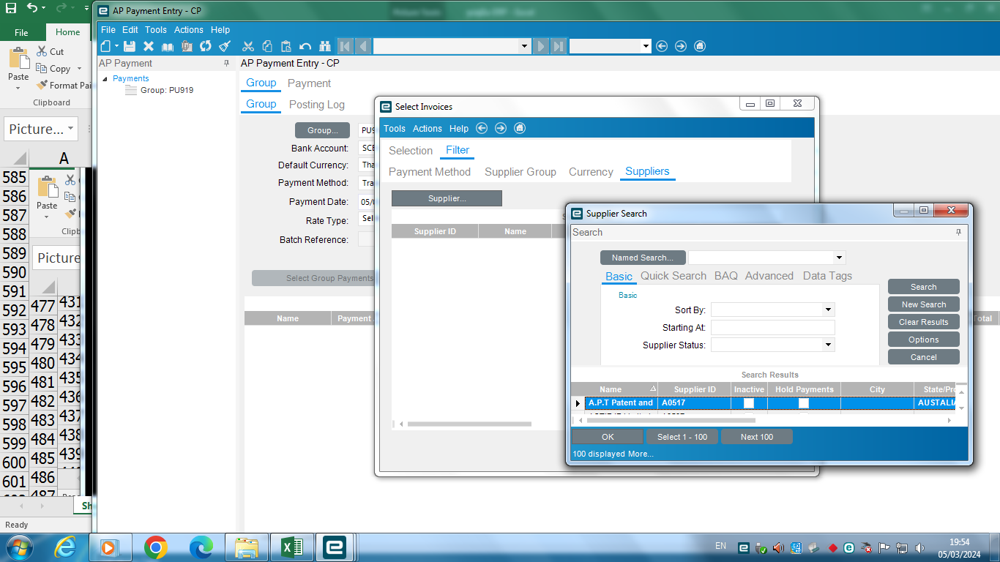 AP Payment Entry - CP
File Home
File Edit Tools Actions Help
Cut
Copy
Paste
Format Pai
Clipboard
AP Payment
AP Payment Entry - CP
Payments
Group: PU919
Group Payment
Group Posting Log
Group... PU9
Bank Account: SCE
Default Currency: Tha
Payment Method: Tra
Payment Date: 05/0
Rate Type: Sel
Batch Reference:
Select Group Payments
Name Payment Total
Picture...
A
585
586
587
588
589
590
591
592
593
594
595
596
597
598
599
600
601
Paste
Clipb
Picture
477
478
479
480
481
482
483
484
485
486
487
431
432
433
434
435
436
437
438
439
Sh
Ready
Select Invoices
Tools Actions Help
Selection Filter
Payment Method Supplier Group Currency Suppliers
Supplier...
Supplier ID Name
Supplier Search
Search
Named Search...
Basic Quick Search BAQ Advanced Data Tags
Basic
Sort By:
Starting At:
Supplier Status:
Search
New Search
Clear Results
Options
Cancel
Search Results
Name Supplier ID Inactive Hold Payments City State/Pro
A.P.T Patent and A0517 AUSTALIA
OK Select 1 - 100 Next 100
100 displayed More...
EN
19:54
05/03/2024